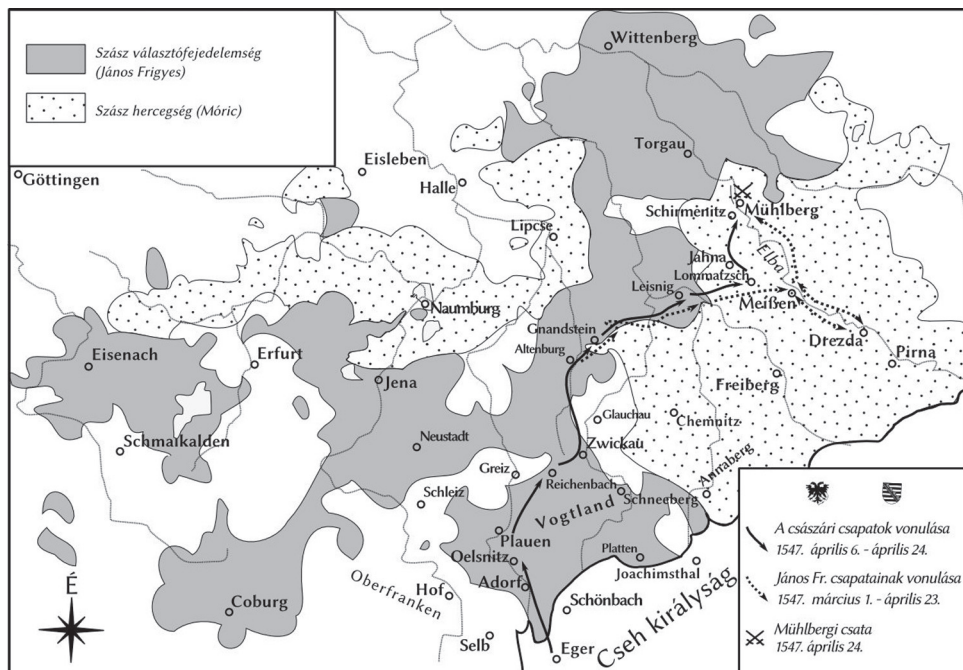 Szász választófejedelemség
(János Frigyes)
Szász hercegség (Móric)
Wittenberg
Torgau
Eisleben
Göttingen
Halle
Mühlberg
Schirmenitz
Lipcse
Jahna
Elba
Lommatzsch
Leisnig
Meißen
Naumburg
Gnandstein
Drezda
Altenburg
Pirna
Eisenach
Erfurt
Jena
Freiberg
Glauchau
Chemnitz
Schmalkalden
Neustadt
Zwickau
Annaberg
Greiz
Reichenbach
Schneeberg
Schleiz
Vogtland
Plauen
Oelsnitz
Platten
Joachimsthal
Adorf
Oberfranken
Hof
Schönbach
Cseh királyság
Coburg
Selb
Eger
É
A császári csapatok vonulása
1547. április 6. - április 24.
János Fr. csapatainak vonulása
1547. március 1. - április 23.
Mühlbergi csata
1547. április 24.